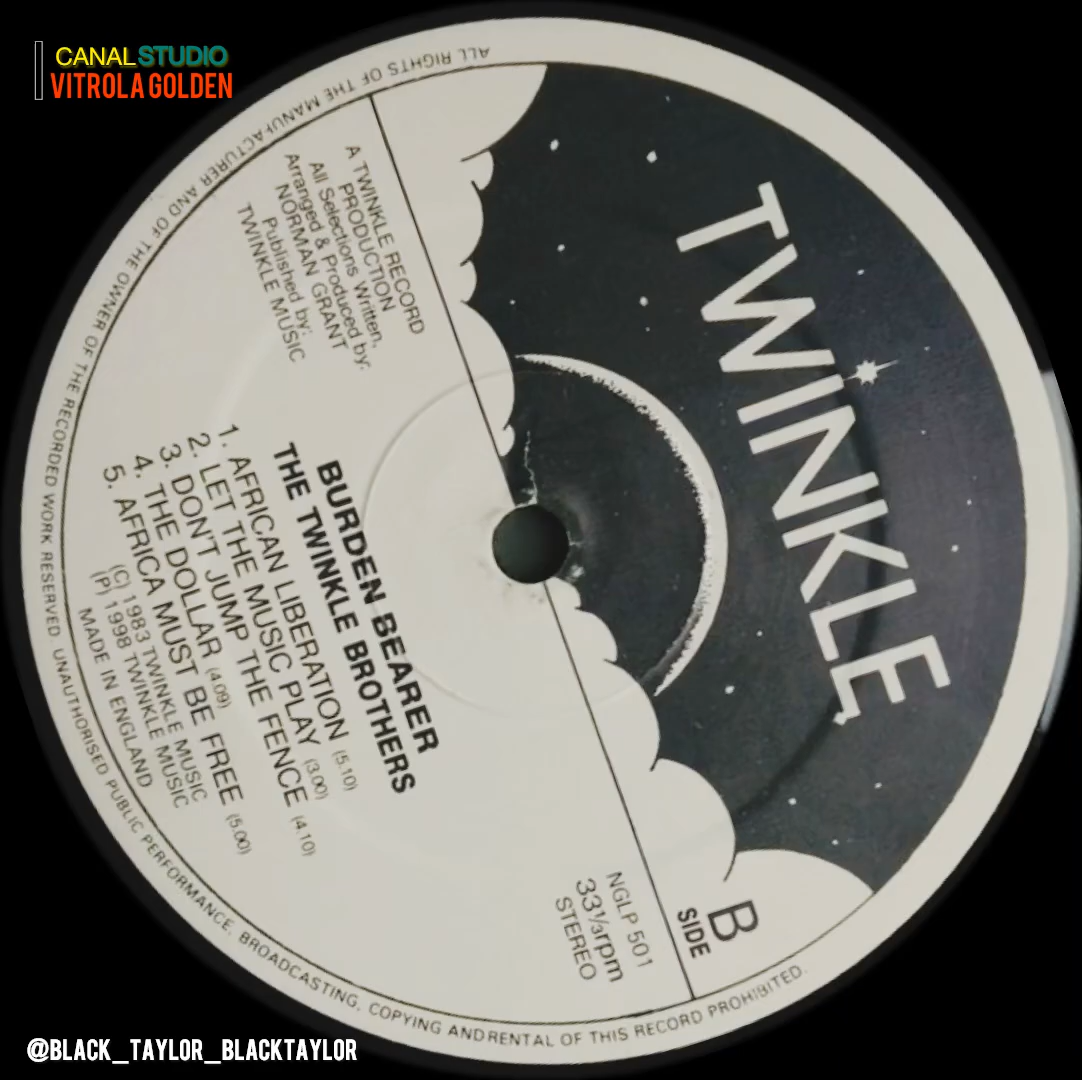 CANAL STUDIO
VITROLA GOLDEN
TWINKLE
B
SIDE
NGLP 501
33⅓rpm
STEREO
A TWINKLE RECORD
PRODUCTION
All Selections Written,
Arranged & Produced by:
NORMAN GRANT
Published by:
TWINKLE MUSIC
BURDEN BEARER
THE TWINKLE BROTHERS
1. AFRICAN LIBERATION (5.10)
2. LET THE MUSIC PLAY (3.00)
3. DON'T JUMP THE FENCE (4.10)
4. THE DOLLAR (4.09)
5. AFRICA MUST BE FREE (5.00)
(C) 1983 TWINKLE MUSIC
(P) 1998 TWINKLE MUSIC
MADE IN ENGLAND
ALL RIGHTS OF THE MANUFACTURER AND OF THE OWNER OF THE RECORDED WORK RESERVED. UNAUTHORISED PUBLIC PERFORMANCE, BROADCASTING, COPYING AND RENTAL OF THIS RECORD PROHIBITED.
@BLACK_TAYLOR_BLACKTAYLOR